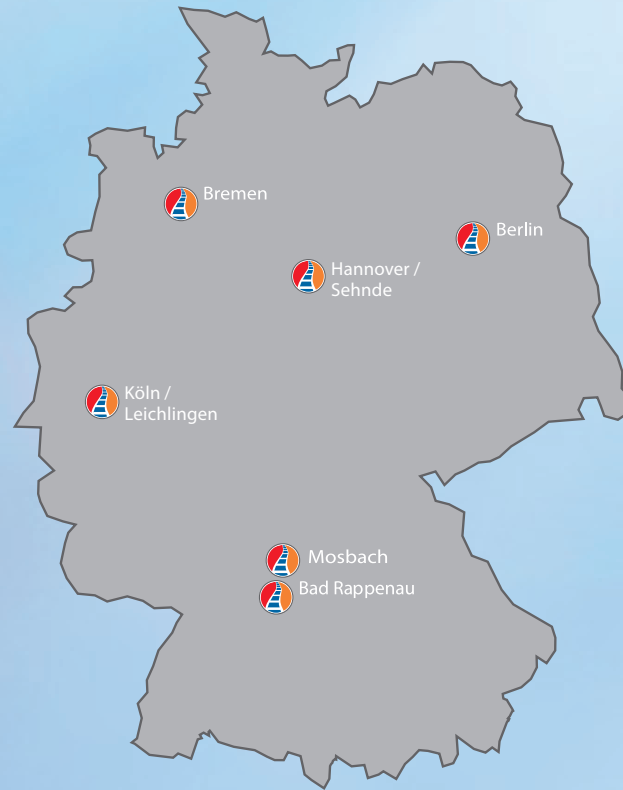 Bremen
Berlin
Hannover /
Sehnde
Köln /
Leichlingen
Mosbach
Bad Rappenau